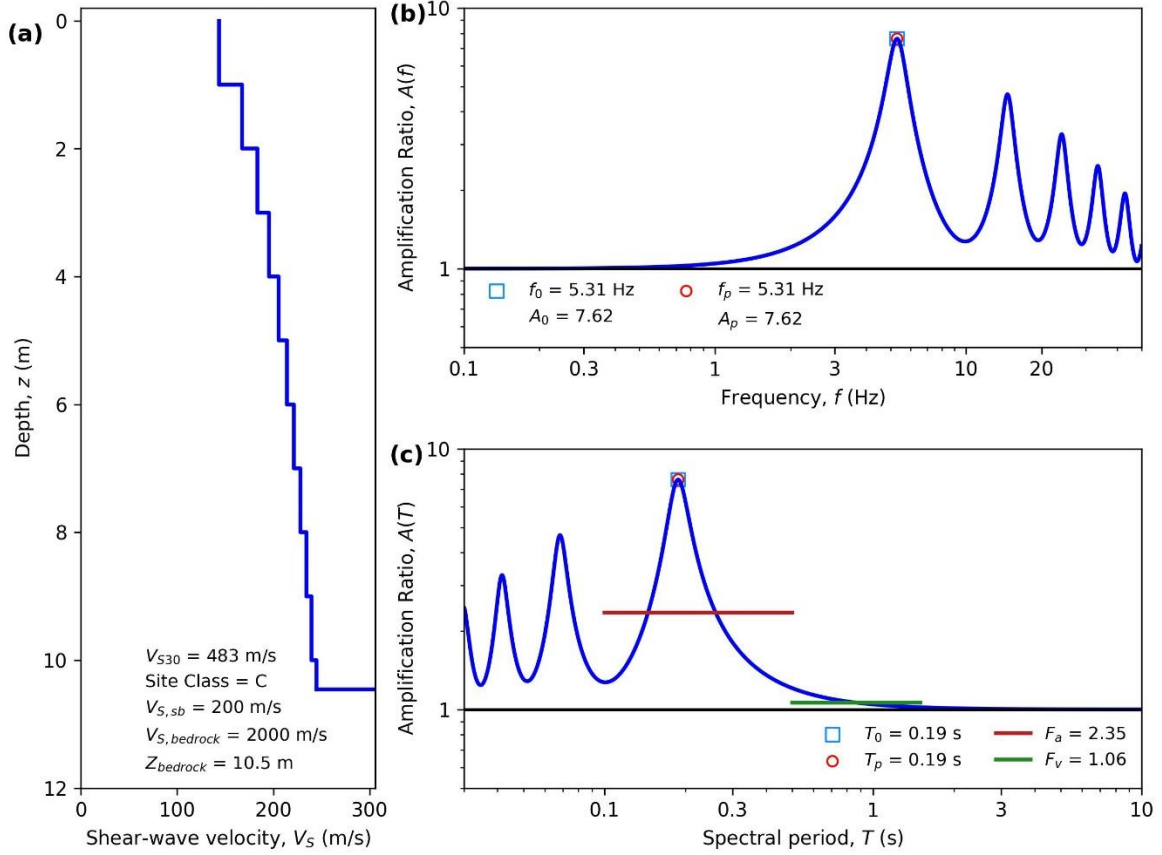 (a)
0
2
4
6
8
10
12
Depth, z (m)
V_S30 = 483 m/s
Site Class = C
V_S,sb = 200 m/s
V_S,bedrock = 2000 m/s
Z_bedrock = 10.5 m
0 100 200 300
Shear-wave velocity, V_S (m/s)
(b)
10
1
Amplification Ratio, A(f)
f_0 = 5.31 Hz f_p = 5.31 Hz
A_0 = 7.62 A_p = 7.62
0.1 0.3 1 3 10 20
Frequency, f (Hz)
(c)
10
1
Amplification Ratio, A(T)
T_0 = 0.19 s F_a = 2.35
T_p = 0.19 s F_v = 1.06
0.1 0.3 1 3 10
Spectral period, T (s)